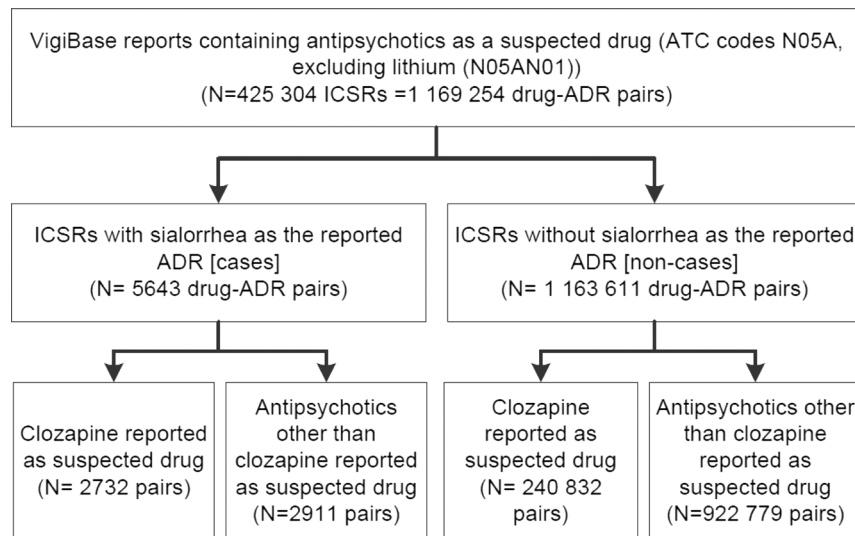 VigiBase reports containing antipsychotics as a suspected drug (ATC codes N05A,
excluding lithium (N05AN01))
(N=425 304 ICSRs =1 169 254 drug-ADR pairs)
ICSRs with sialorrhea as the reported
ADR [cases]
(N= 5643 drug-ADR pairs)
ICSRs without sialorrhea as the reported
ADR [non-cases]
(N= 1 163 611 drug-ADR pairs)
Clozapine reported
as suspected drug
(N= 2732 pairs)
Antipsychotics
other than
clozapine reported
as suspected drug
(N=2911 pairs)
Clozapine
reported as
suspected drug
(N= 240 832
pairs)
Antipsychotics other
than clozapine
reported as
suspected drug
(N=922 779 pairs)